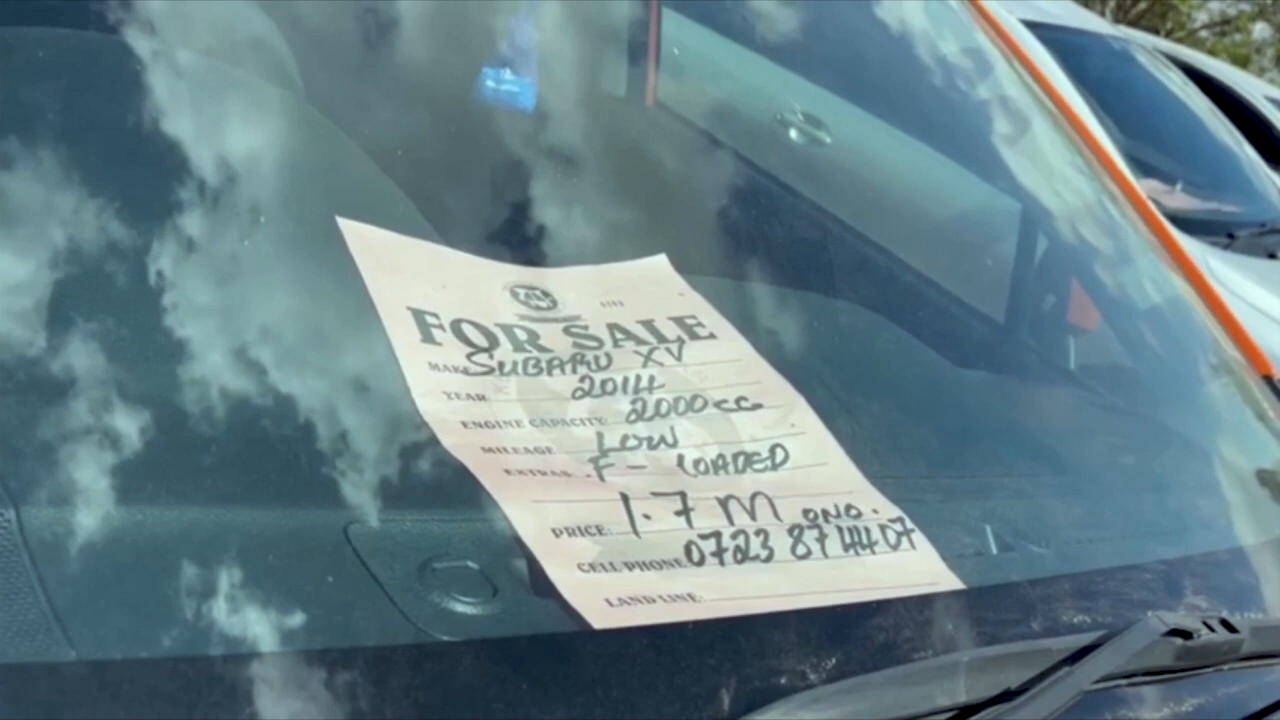 FOR SALE
MAKE SUBARU XV
YEAR 2014
ENGINE CAPACITY: 2000cc
MILEAGE LOW
EXTRAS F - LOADED
PRICE: 1.7 M ONO.
CELL PHONE 0723 874407
LAND LINE: